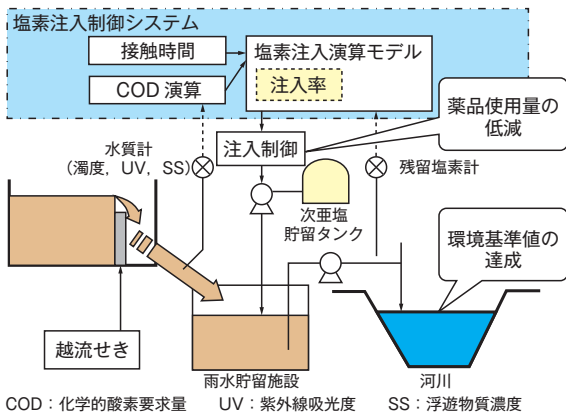 塩素注入制御システム
接触時間
COD 演算
塩素注入演算モデル
注入率
薬品使用量の
低減
水質計
(濁度，UV，SS)
注入制御
残留塩素計
次亜塩
貯留タンク
環境基準値の
達成
越流せき
雨水貯留施設
河川
COD：化学的酸素要求量　UV：紫外線吸光度　SS：浮遊物質濃度